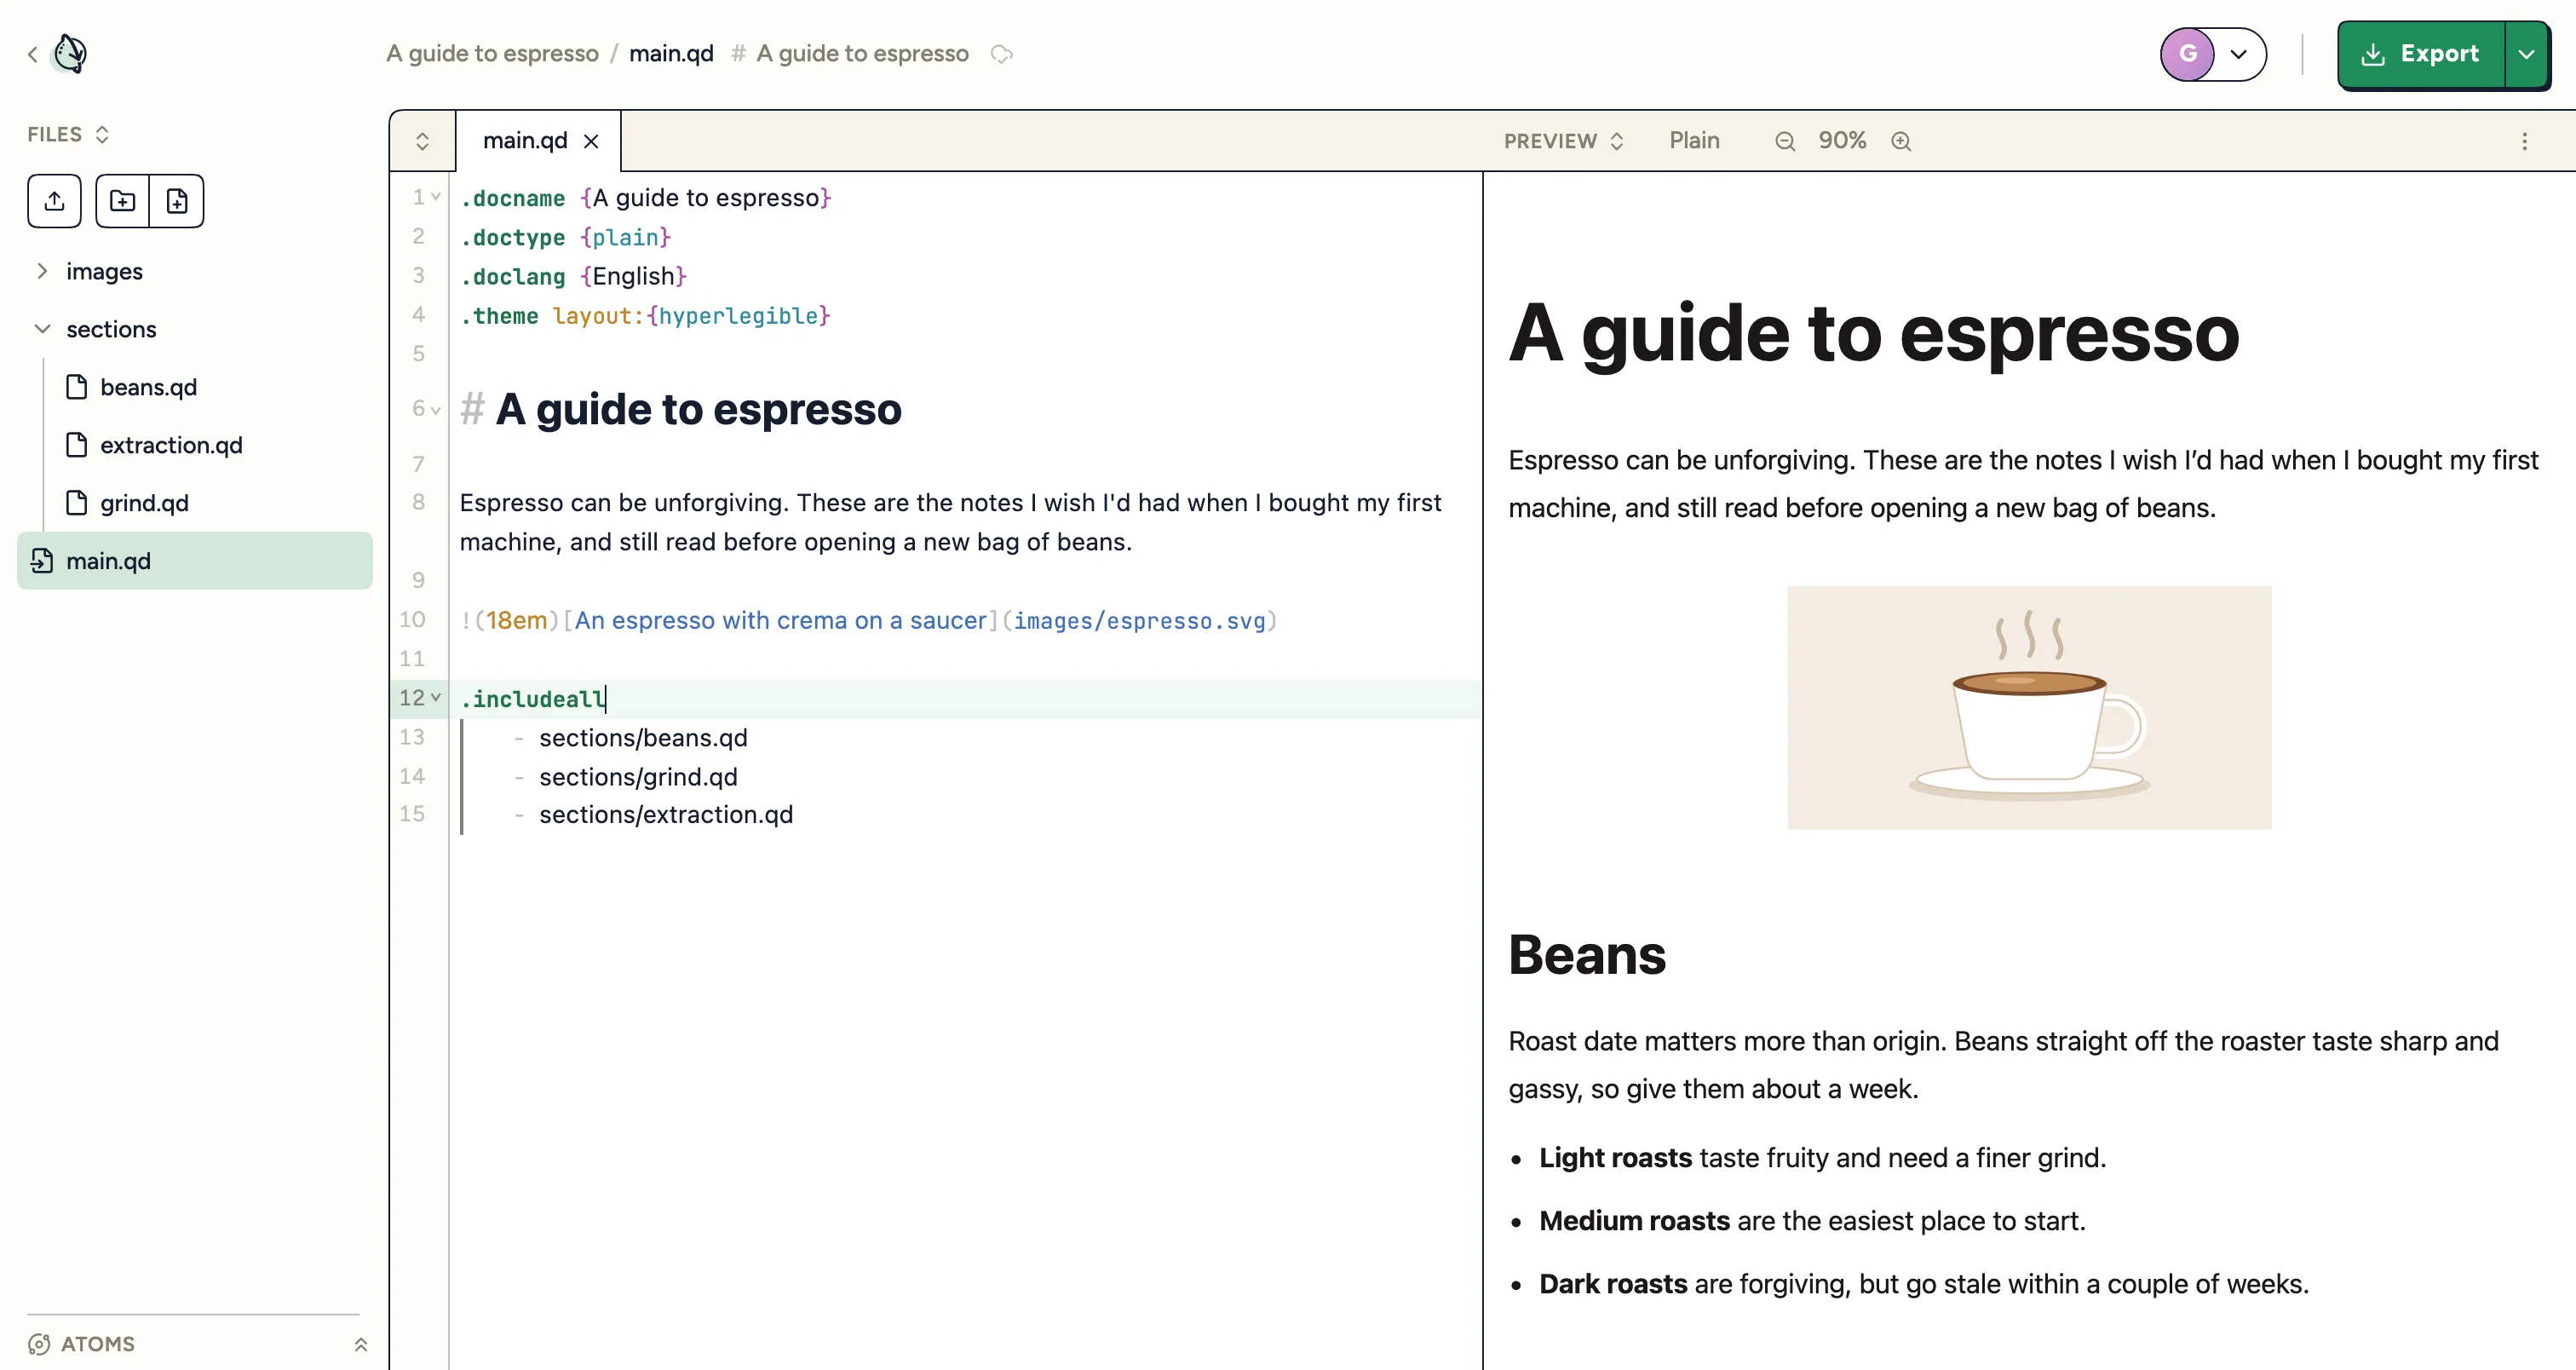 A guide to espresso / main.qd # A guide to espresso
G
Export
FILES
images
sections
beans.qd
extraction.qd
grind.qd
main.qd
ATOMS
main.qd
PREVIEW
Plain
90%
1 .docname {A guide to espresso}
2 .doctype {plain}
3 .doclang {English}
4 .theme layout:{hyperlegible}
5
6 # A guide to espresso
7
8 Espresso can be unforgiving. These are the notes I wish I'd had when I bought my first
machine, and still read before opening a new bag of beans.
9
10 !(18em)[An espresso with crema on a saucer](images/espresso.svg)
11
12 .includeall
13 - sections/beans.qd
14 - sections/grind.qd
15 - sections/extraction.qd
A guide to espresso
Espresso can be unforgiving. These are the notes I wish I’d had when I bought my first
machine, and still read before opening a new bag of beans.
Beans
Roast date matters more than origin. Beans straight off the roaster taste sharp and
gassy, so give them about a week.
• Light roasts taste fruity and need a finer grind.
• Medium roasts are the easiest place to start.
• Dark roasts are forgiving, but go stale within a couple of weeks.